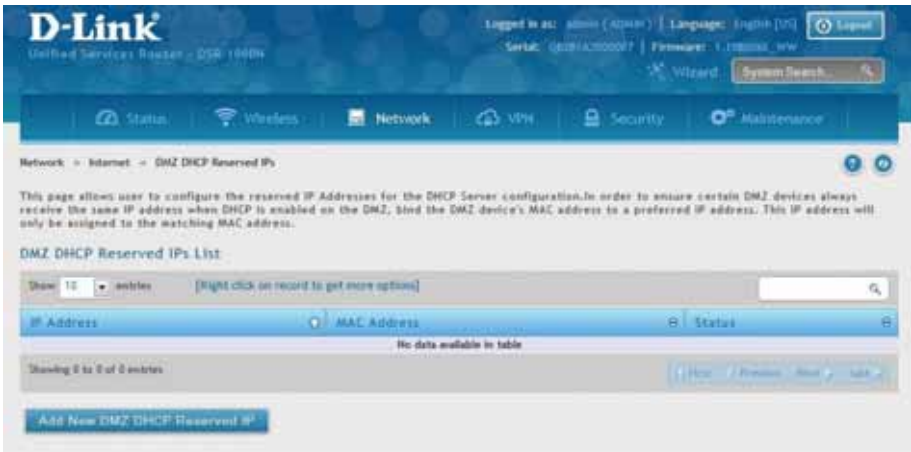 D-Link
Unified Services Router - DSR-1000N
Logged in as: admin ( ADMIN ) | Language: English [US]
Logout
Serial: | Firmware:
Wizard
System Search...
Status
Wireless
Network
VPN
Security
Maintenance
Network » Internet » DMZ DHCP Reserved IPs
This page allows user to configure the reserved IP Addresses for the DHCP Server configuration.In order to ensure certain DMZ devices always
receive the same IP address when DHCP is enabled on the DMZ, bind the DMZ device's MAC address to a preferred IP address. This IP address will
only be assigned to the matching MAC address.
DMZ DHCP Reserved IPs List
Show 10 entries [Right click on record to get more options]
IP Address MAC Address Status
No data available in table
Showing 0 to 0 of 0 entries
First Previous Next Last
Add New DMZ DHCP Reserved IP